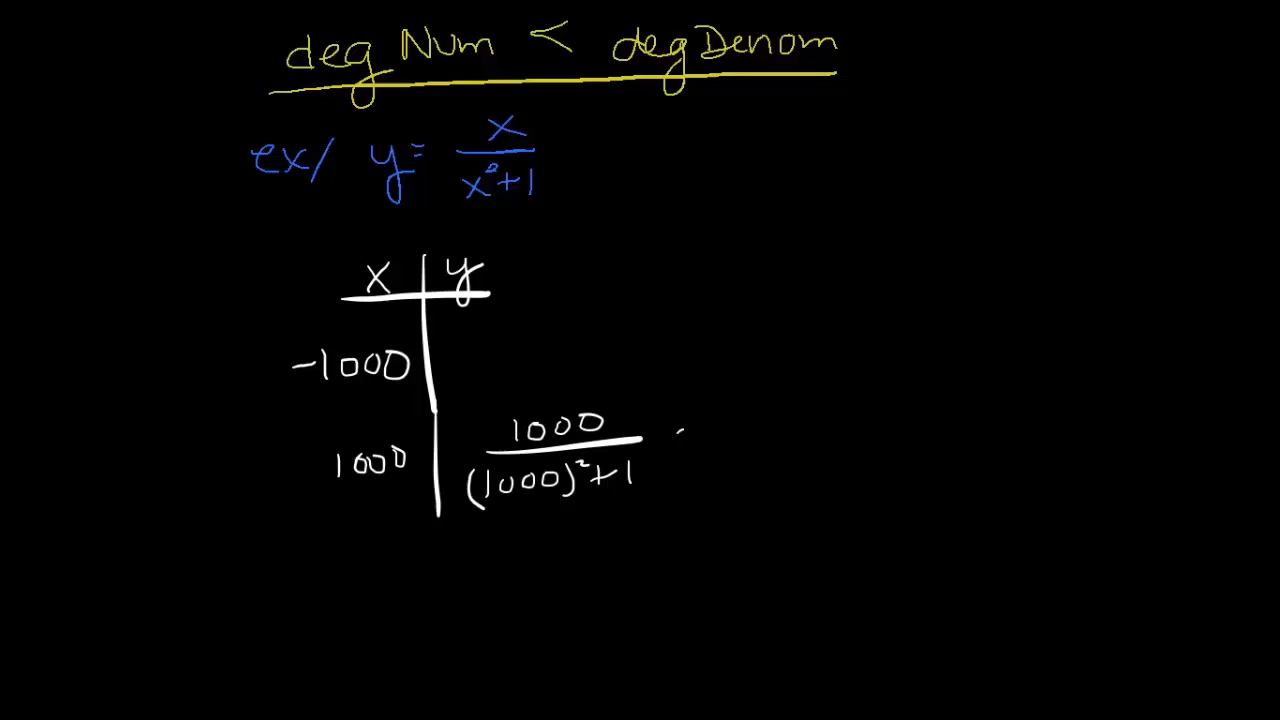 deg Num < deg Denom
ex/ y = x / x²+1
x | y
-1000
1000 | 1000 / (1000)²+1